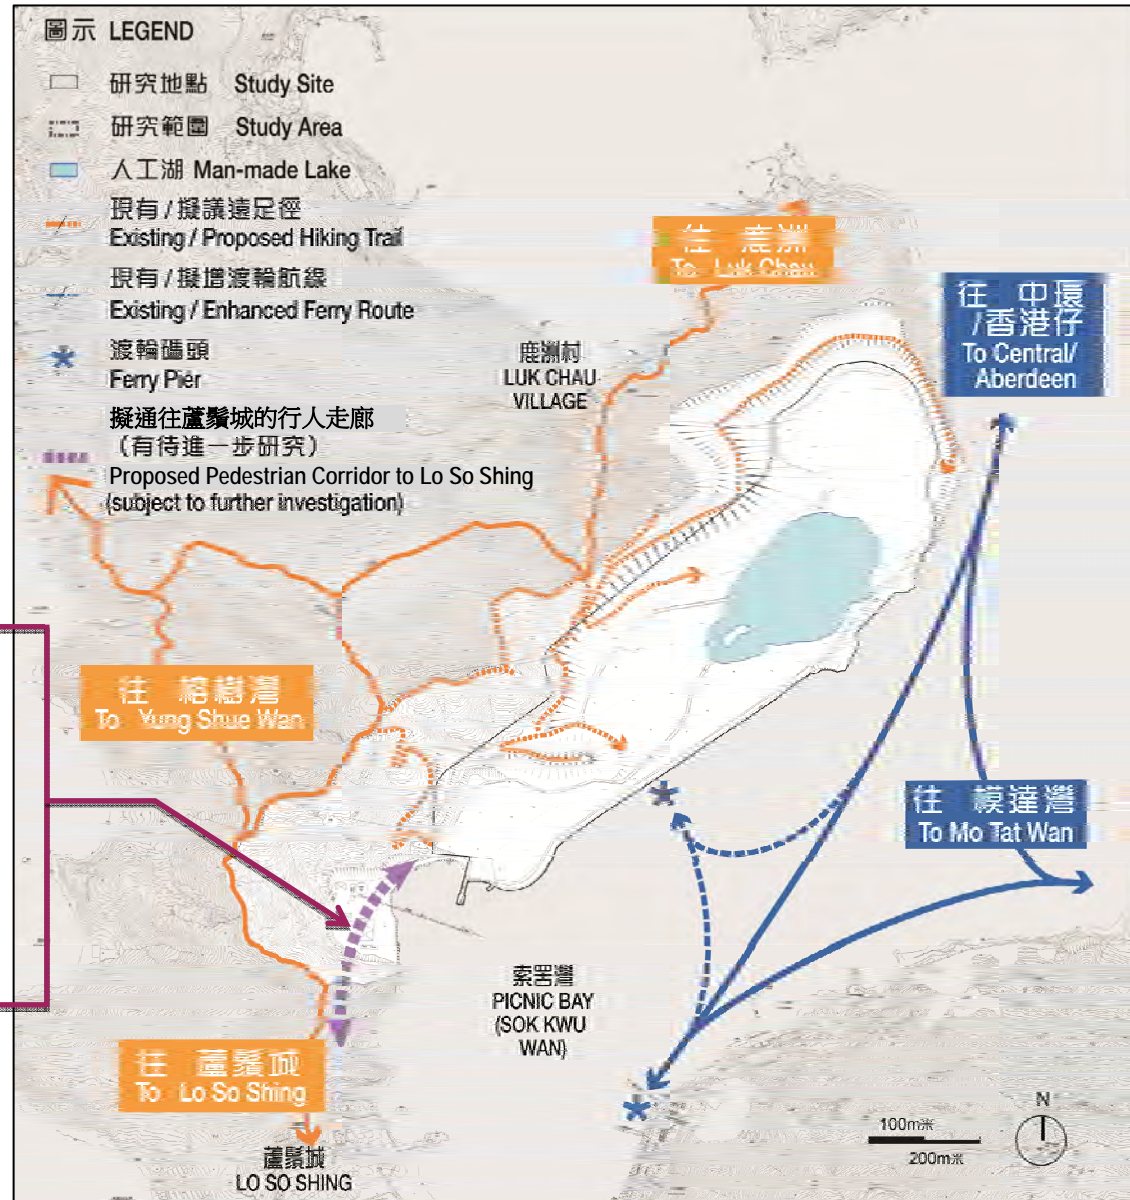 圖示 LEGEND
研究地點 Study Site
研究範圍 Study Area
人工湖 Man-made Lake
現有 / 擬議遠足徑
Existing / Proposed Hiking Trail
現有 / 擬增渡輪航線
Existing / Enhanced Ferry Route
渡輪碼頭
Ferry Pier
擬通往蘆鬚城的行人走廊
(有待進一步研究)
Proposed Pedestrian Corridor to Lo So Shing
(subject to further investigation)
往 鹿洲
To Luk Chau
往 中環
/香港仔
To Central/
Aberdeen
鹿洲村
LUK CHAU
VILLAGE
往 榕樹灣
To Yung Shue Wan
往 模達灣
To Mo Tat Wan
索罟灣
PICNIC BAY
(SOK KWU
WAN)
往 蘆鬚城
To Lo So Shing
蘆鬚城
LO SO SHING
100m米
200m米
N